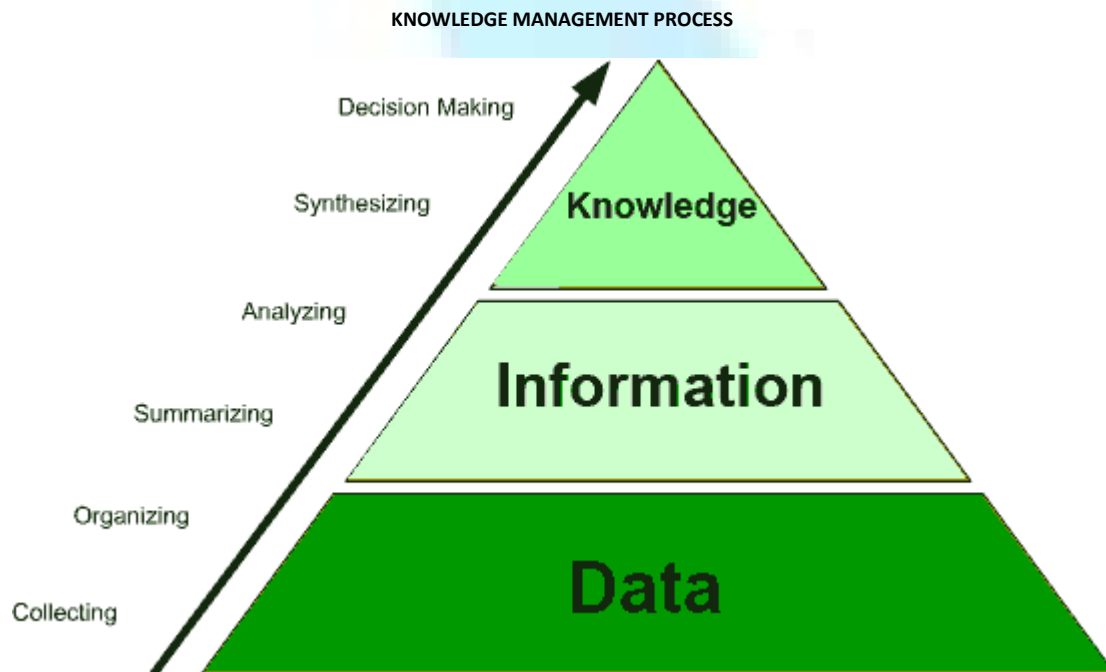 KNOWLEDGE MANAGEMENT PROCESS
Decision Making
Synthesizing
Knowledge
Analyzing
Information
Summarizing
Organizing
Data
Collecting